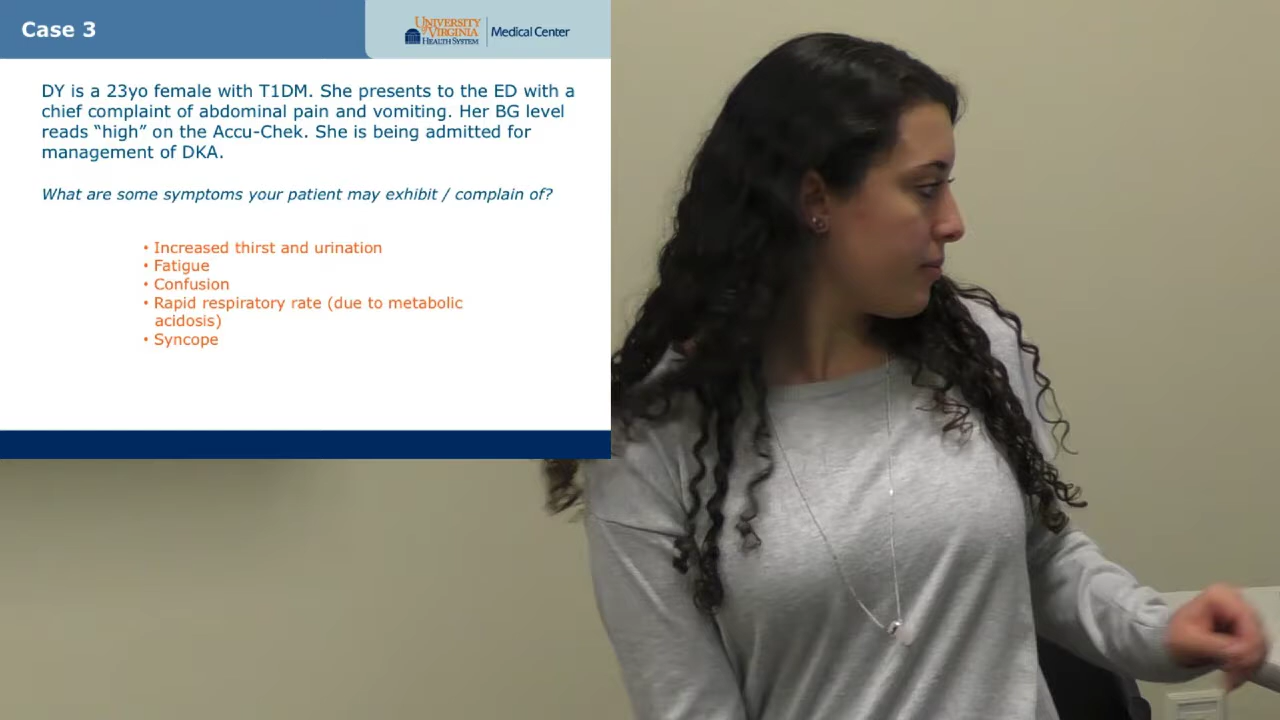 Case 3
UNIVERSITY
of VIRGINIA
HEALTH SYSTEM
Medical Center
DY is a 23yo female with T1DM. She presents to the ED with a
chief complaint of abdominal pain and vomiting. Her BG level
reads “high” on the Accu-Chek. She is being admitted for
management of DKA.
What are some symptoms your patient may exhibit / complain of?
• Increased thirst and urination
• Fatigue
• Confusion
• Rapid respiratory rate (due to metabolic
acidosis)
• Syncope